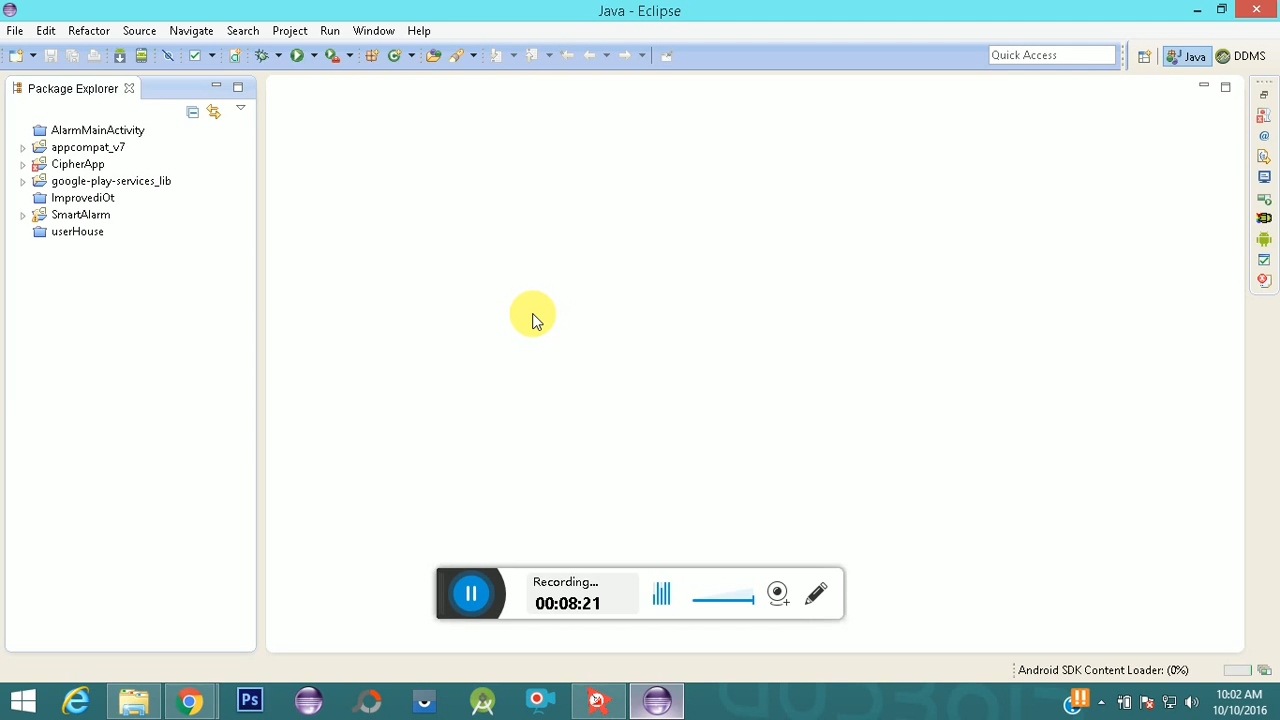 Java - Eclipse
File Edit Refactor Source Navigate Search Project Run Window Help
Quick Access
Java
DDMS
Package Explorer
AlarmMainActivity
appcompat_v7
CipherApp
google-play-services_lib
ImprovediOt
SmartAlarm
userHouse
Recording...
00:08:21
Android SDK Content Loader: (0%)
Ps
10:02 AM
10/10/2016